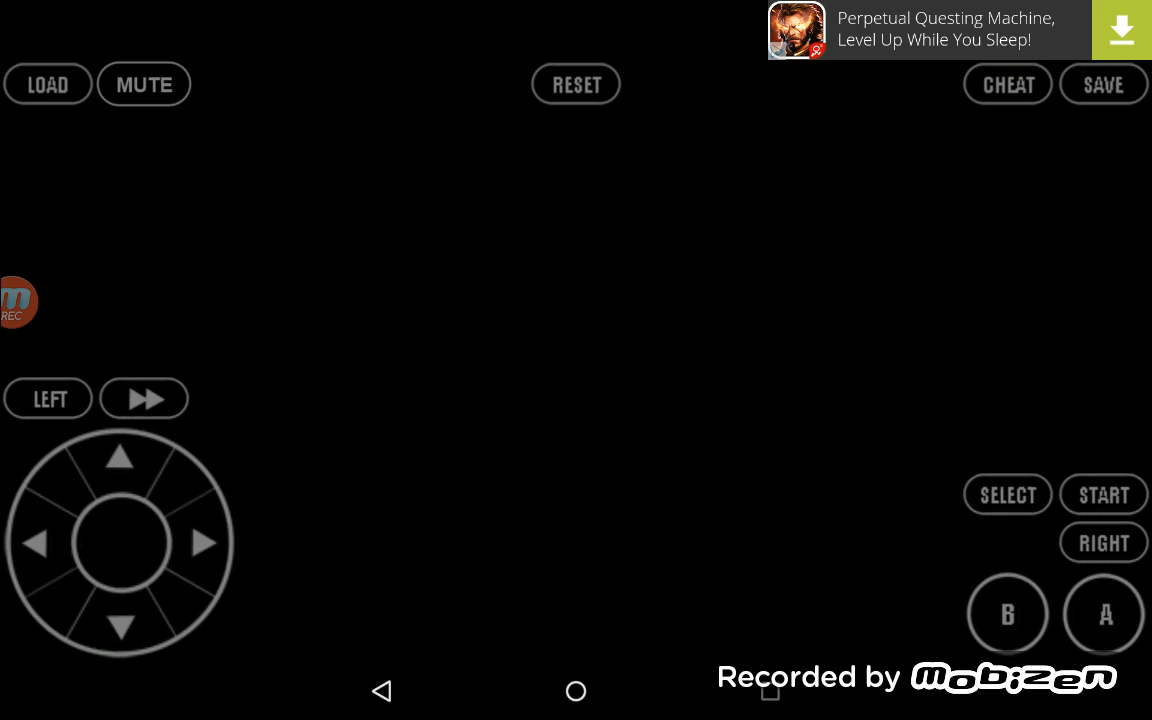 Perpetual Questing Machine,
Level Up While You Sleep!
LOAD
MUTE
RESET
CHEAT
SAVE
m
REC
LEFT
SELECT
START
RIGHT
B
A
Recorded by mobizen